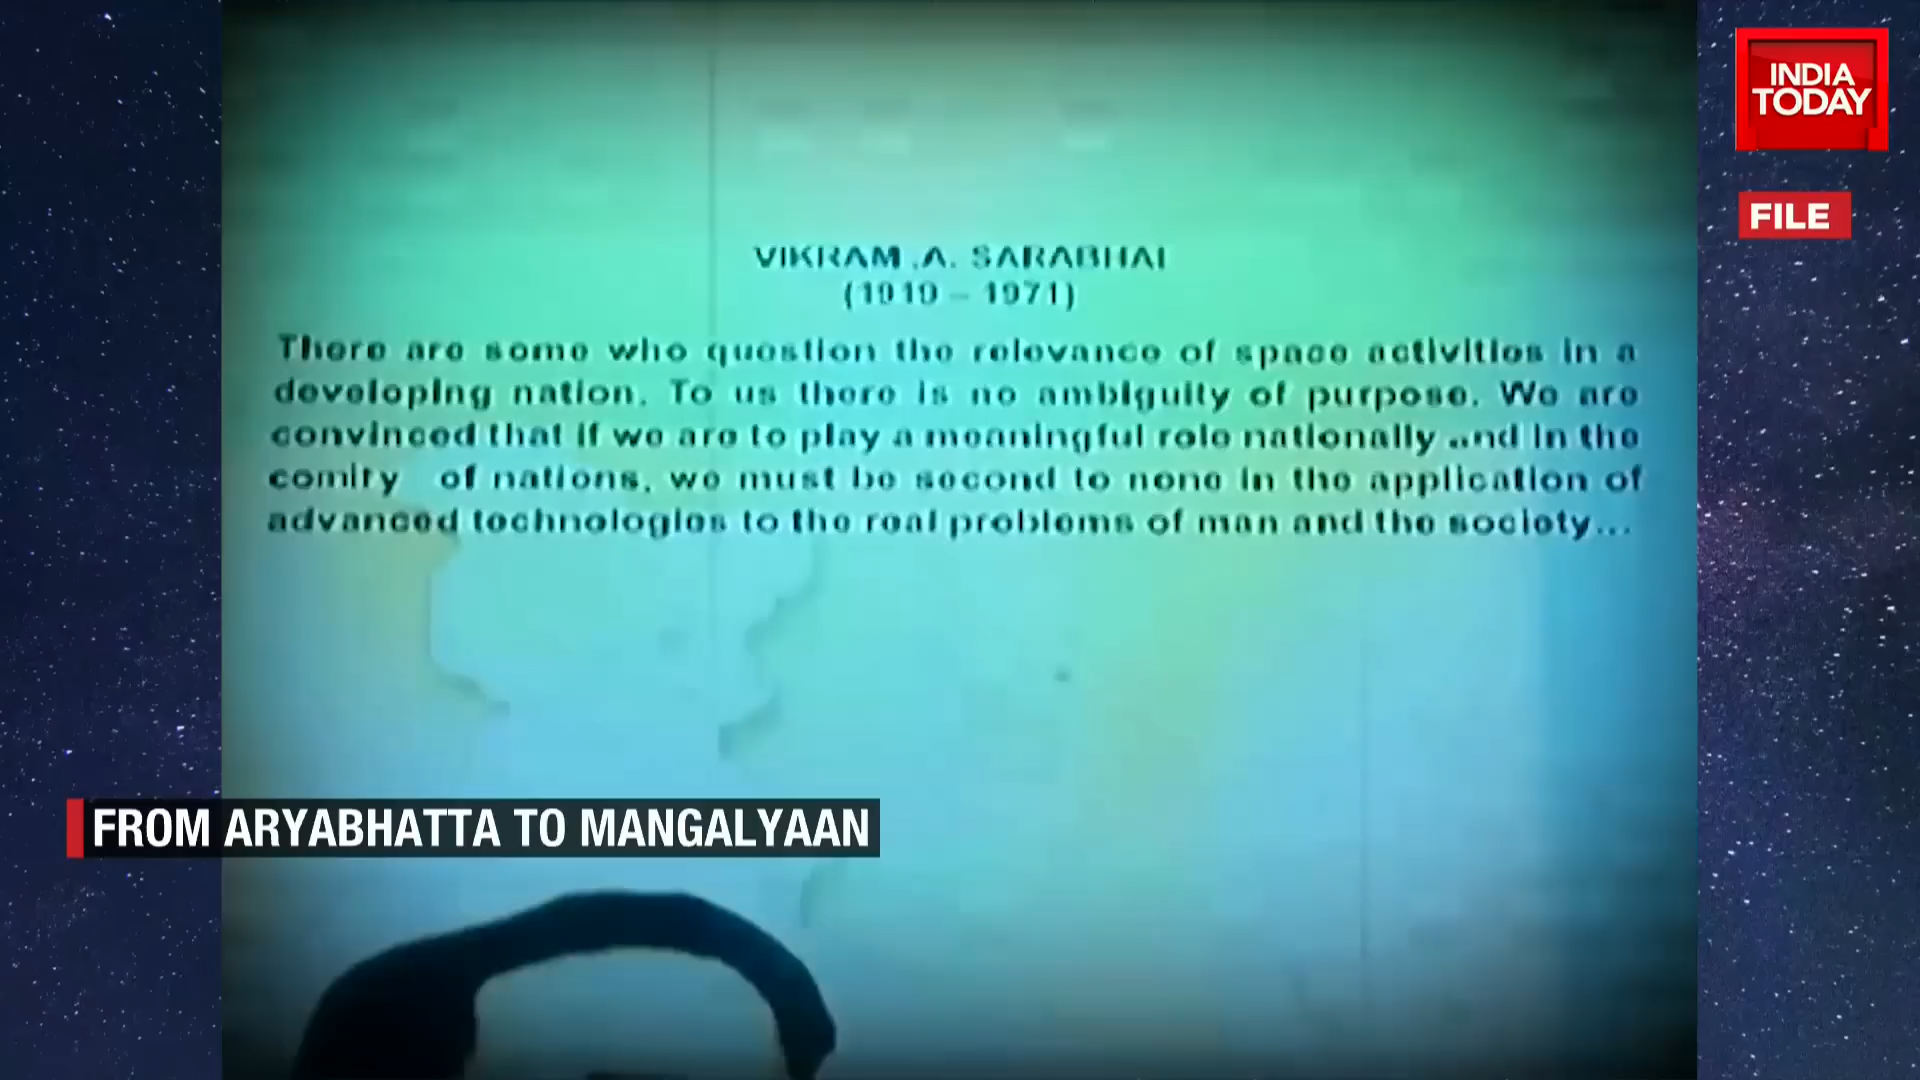 INDIA
TODAY
FILE
VIKRAM .A. SARABHAI
(1919 – 1971)
There are some who question the relevance of space activities in a
developing nation. To us there is no ambiguity of purpose. We are
convinced that if we are to play a meaningful role nationally and in the
comity of nations, we must be second to none in the application of
advanced technologies to the real problems of man and the society...
FROM ARYABHATTA TO MANGALYAAN